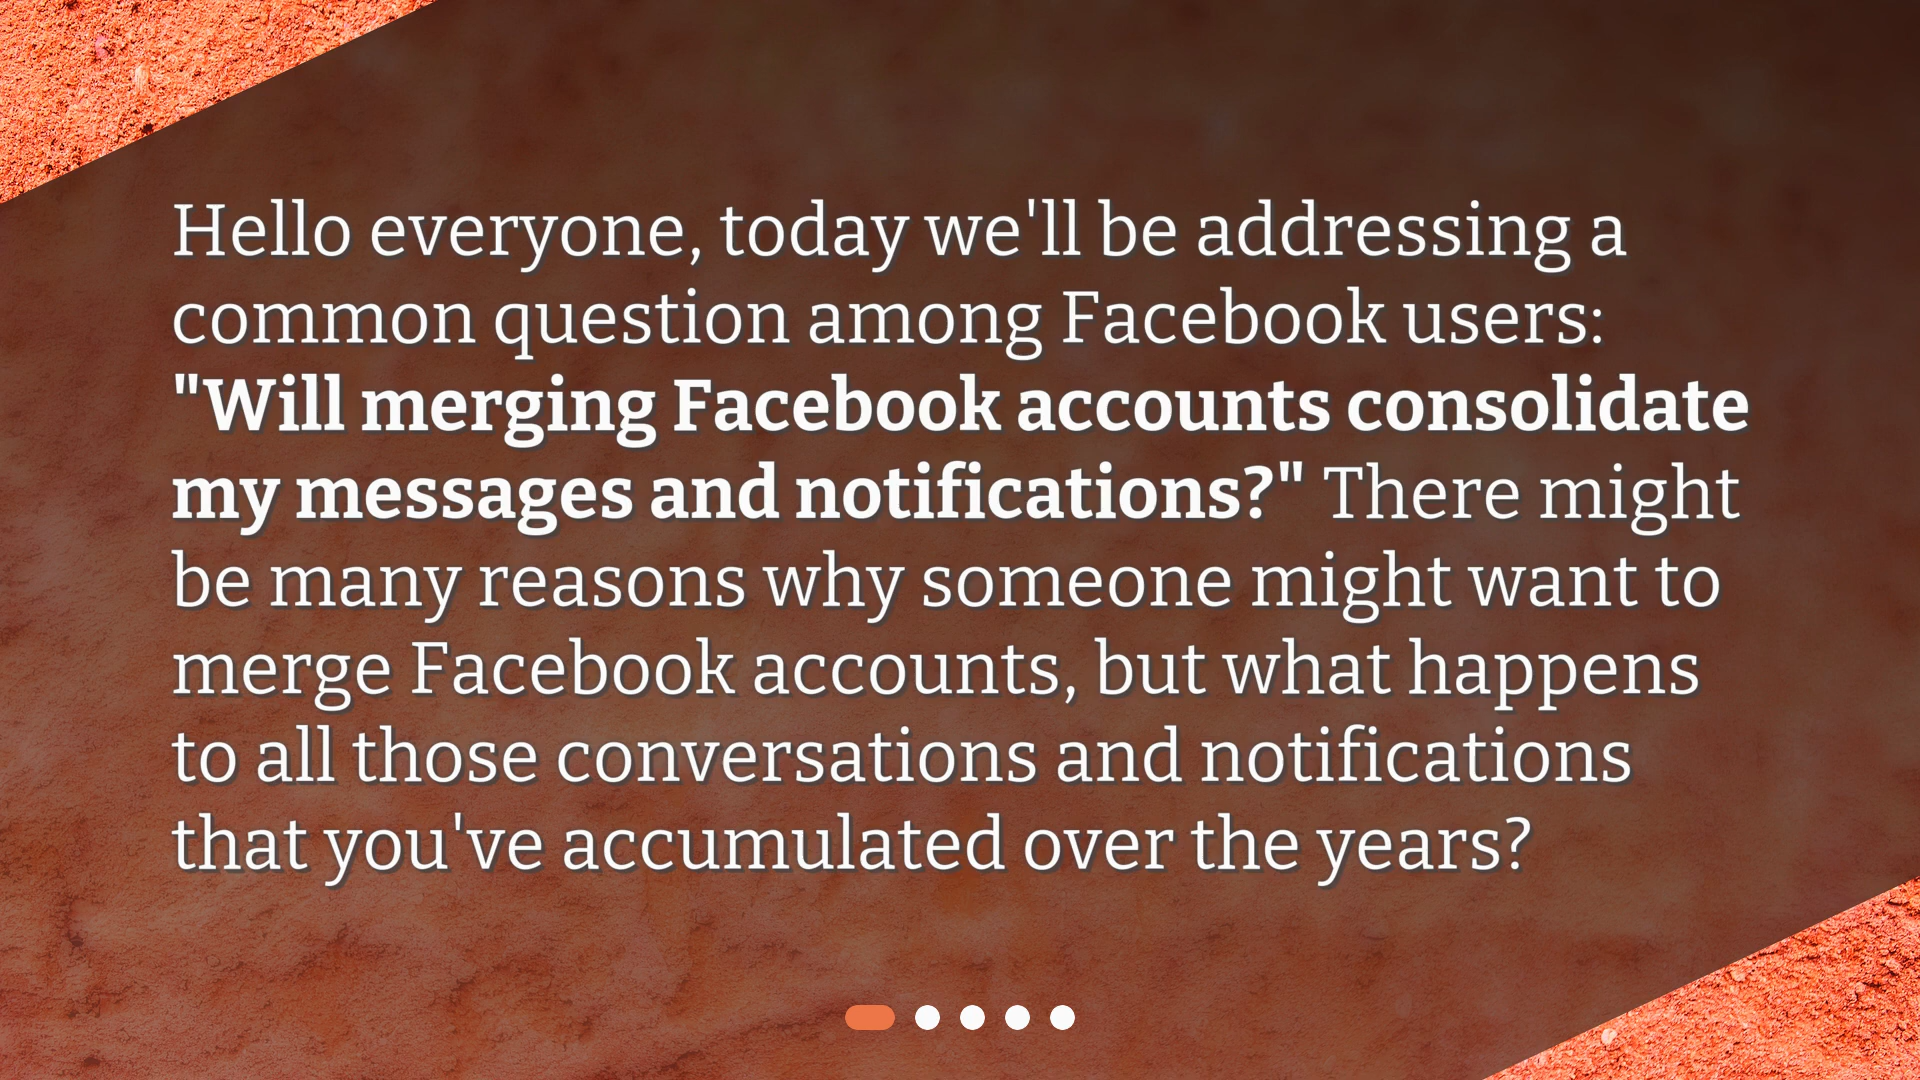 Hello everyone, today we'll be addressing a
common question among Facebook users:
"Will merging Facebook accounts consolidate
my messages and notifications?" There might
be many reasons why someone might want to
merge Facebook accounts, but what happens
to all those conversations and notifications
that you've accumulated over the years?